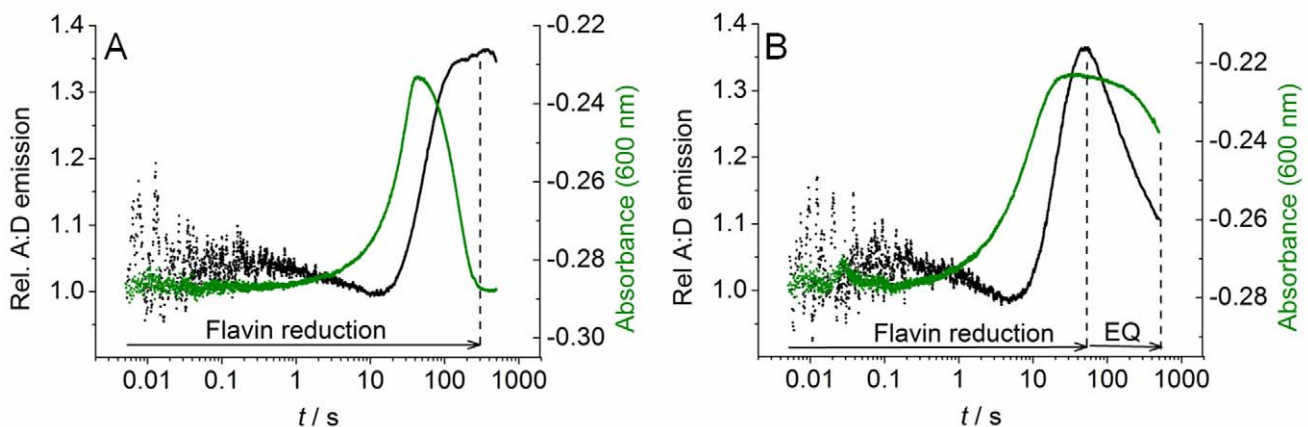 A
1.4
1.3
1.2
1.1
1.0
Rel. A:D emission
-0.22
-0.24
-0.26
-0.28
-0.30
Absorbance (600 nm)
Flavin reduction
0.01 0.1 1 10 100 1000
t / s
B
1.4
1.3
1.2
1.1
1.0
Rel A:D emission
-0.22
-0.24
-0.26
-0.28
Absorbance (600 nm)
Flavin reduction EQ
0.01 0.1 1 10 100 1000
t / s